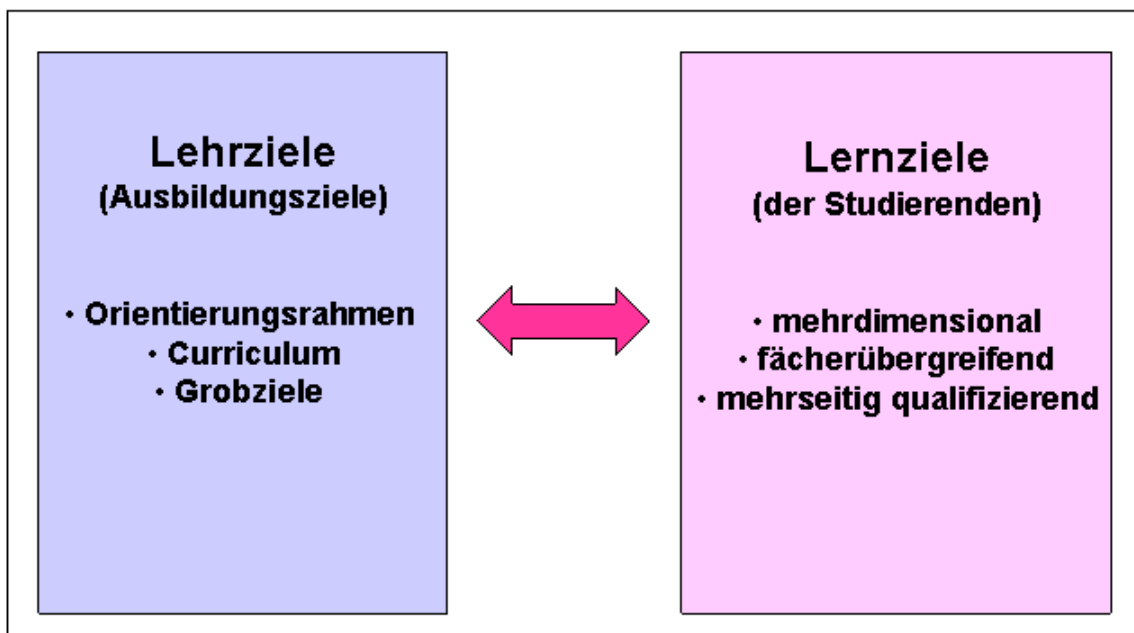 Lehrziele
(Ausbildungsziele)
• Orientierungsrahmen
• Curriculum
• Grobziele
Lernziele
(der Studierenden)
• mehrdimensional
• fächerübergreifend
• mehrseitig qualifizierend